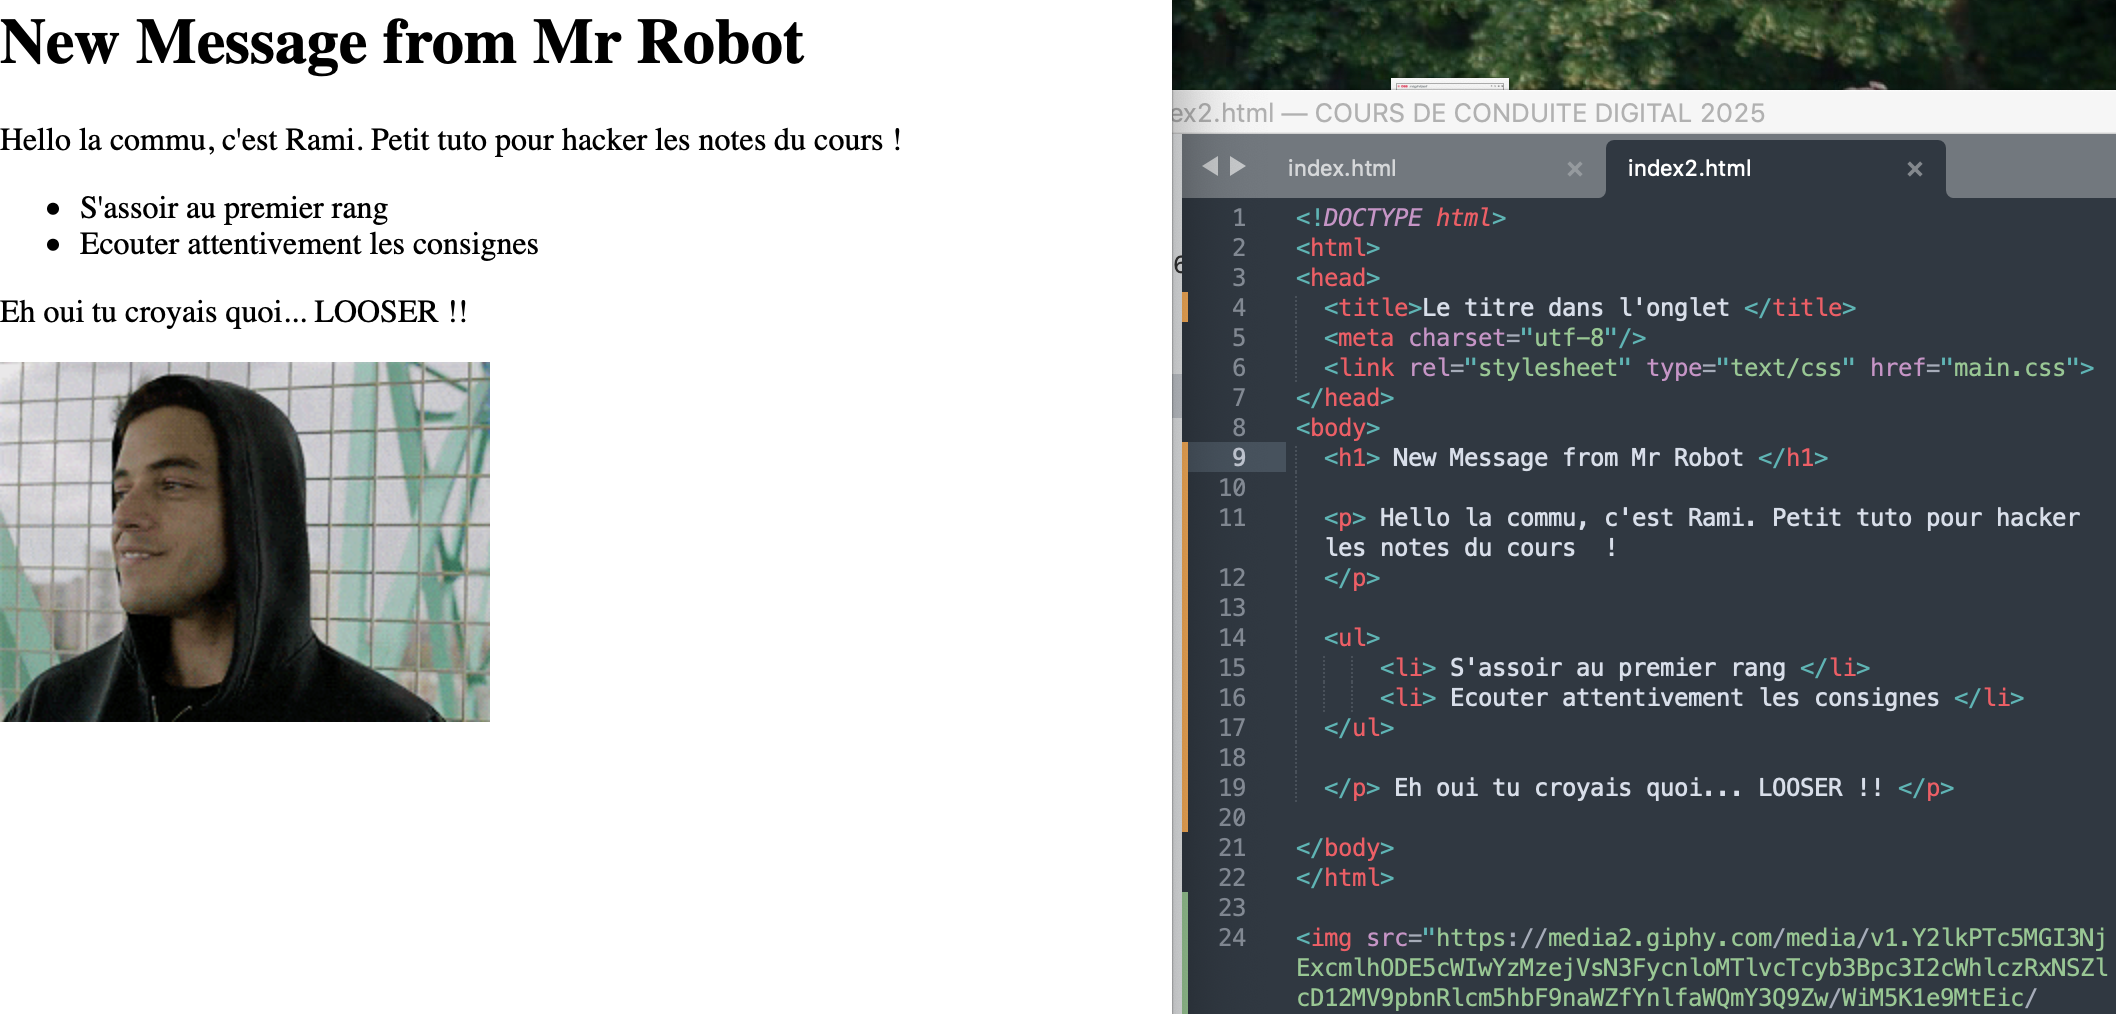 New Message from Mr Robot
Hello la commu, c'est Rami. Petit tuto pour hacker les notes du cours !
• S'assoir au premier rang
• Ecouter attentivement les consignes
Eh oui tu croyais quoi... LOOSER !!
ex2.html — COURS DE CONDUITE DIGITAL 2025
index.html
index2.html
1 <!DOCTYPE html>
2 <html>
3 <head>
4 <title>Le titre dans l'onglet </title>
5 <meta charset="utf-8"/>
6 <link rel="stylesheet" type="text/css" href="main.css">
7 </head>
8 <body>
9 <h1> New Message from Mr Robot </h1>
10
11 <p> Hello la commu, c'est Rami. Petit tuto pour hacker
les notes du cours  !
12 </p>
13
14 <ul>
15 <li> S'assoir au premier rang </li>
16 <li> Ecouter attentivement les consignes </li>
17 </ul>
18
19 </p> Eh oui tu croyais quoi... LOOSER !! </p>
20
21 </body>
22 </html>
23
24 <img src="https://media2.giphy.com/media/v1.Y2lkPTc5MGI3Nj
ExcmlhODE5cWIwYzMzejVsN3FycnloMTlvcTcyb3Bpc3I2cWhlczRxNSZl
cD12MV9pbnRlcm5hbF9naWZfYnlfaWQmY3Q9Zw/WiM5K1e9MtEic/